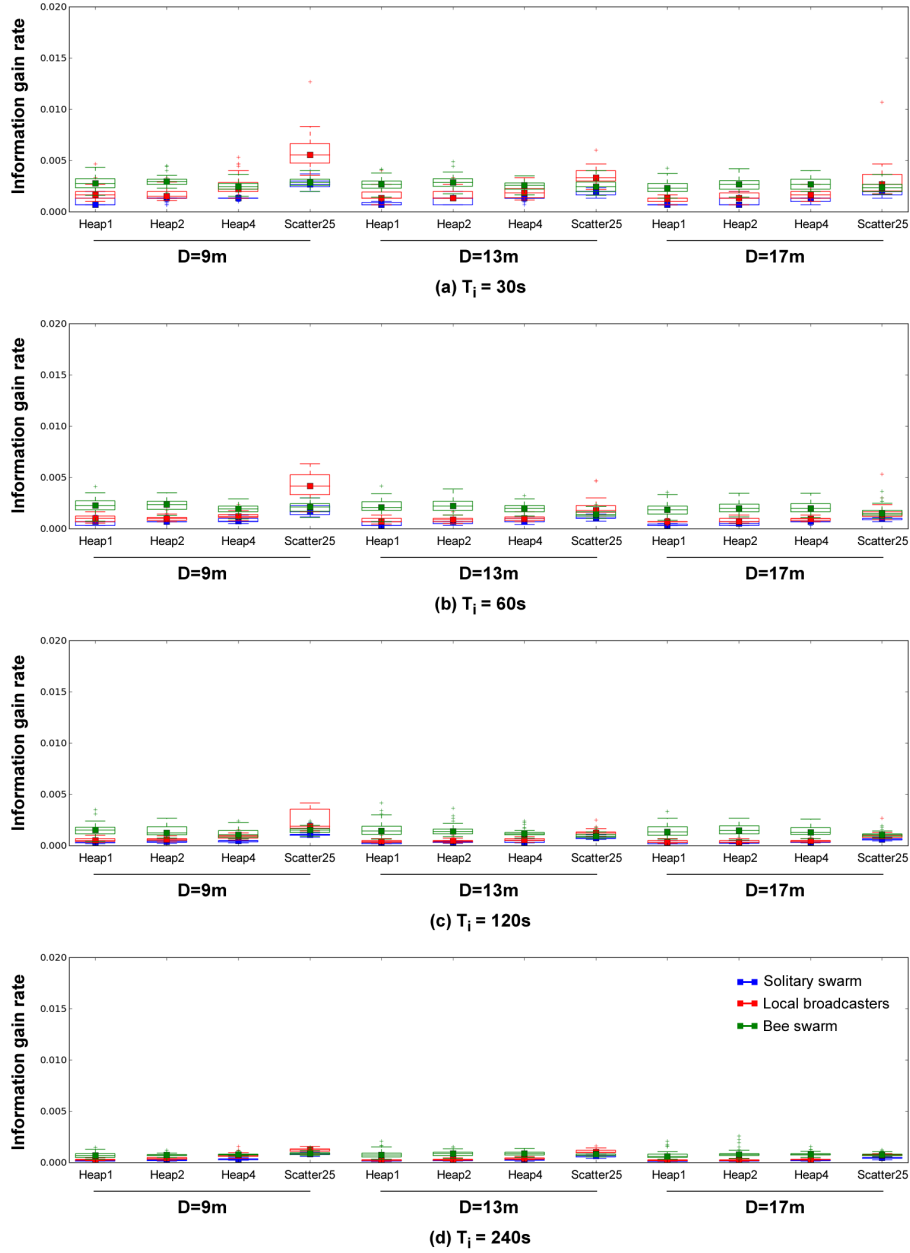 0.020
0.015
0.010
0.005
0.000
Information gain rate
Heap1 Heap2 Heap4 Scatter25 Heap1 Heap2 Heap4 Scatter25 Heap1 Heap2 Heap4 Scatter25
D=9m D=13m D=17m
(a) Ti = 30s
0.020
0.015
0.010
0.005
0.000
Information gain rate
Heap1 Heap2 Heap4 Scatter25 Heap1 Heap2 Heap4 Scatter25 Heap1 Heap2 Heap4 Scatter25
D=9m D=13m D=17m
(b) Ti = 60s
0.020
0.015
0.010
0.005
0.000
Information gain rate
Heap1 Heap2 Heap4 Scatter25 Heap1 Heap2 Heap4 Scatter25 Heap1 Heap2 Heap4 Scatter25
D=9m D=13m D=17m
(c) Ti = 120s
0.020
0.015
0.010
0.005
0.000
Information gain rate
Solitary swarm
Local broadcasters
Bee swarm
Heap1 Heap2 Heap4 Scatter25 Heap1 Heap2 Heap4 Scatter25 Heap1 Heap2 Heap4 Scatter25
D=9m D=13m D=17m
(d) Ti = 240s